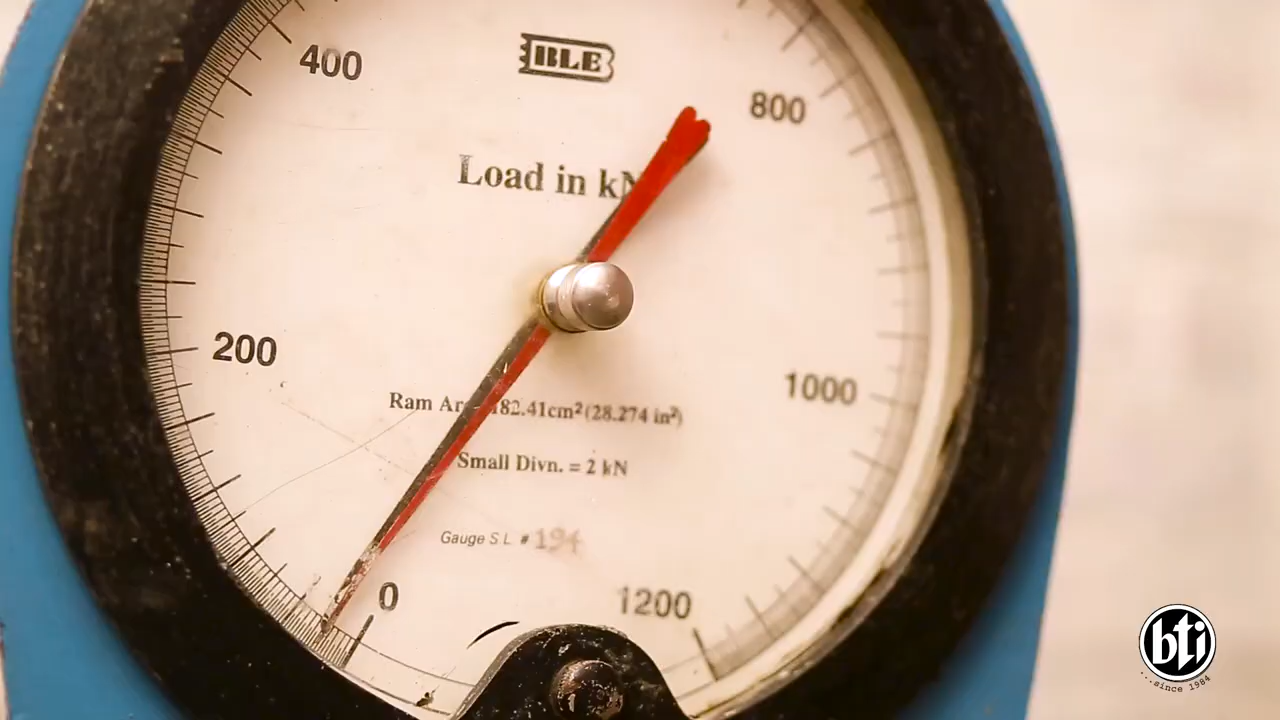 BLE
400
800
Load in kN
200
1000
Ram Ar 182.41cm²(28.274 in²)
Small Divn. = 2 kN
Gauge S.L. # 194
0
1200
bti
...since 1984